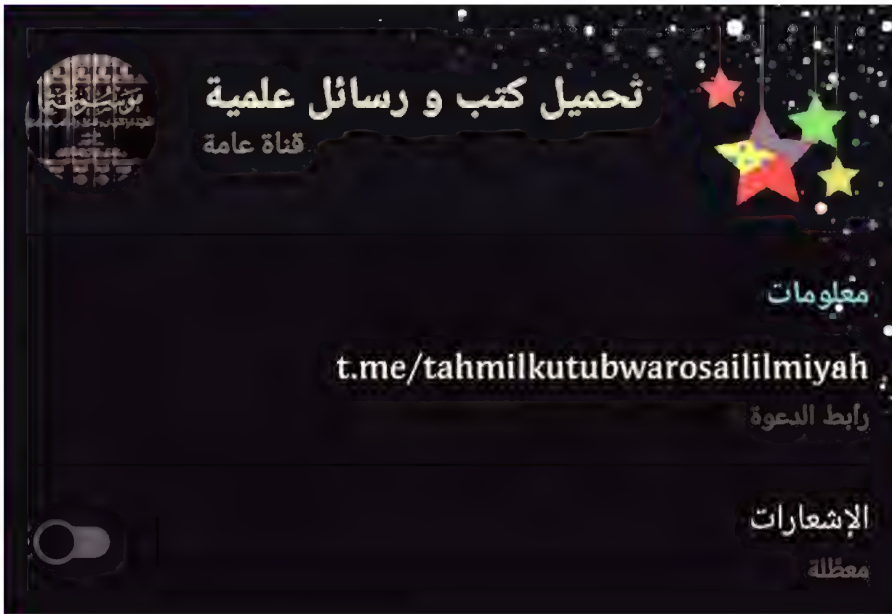 تحميل كتب و رسائل علمية
قناة عامة
معلومات
t.me/tahmilkutubwarosaililmiyah
رابط الدعوة
الإشعارات
معطلة